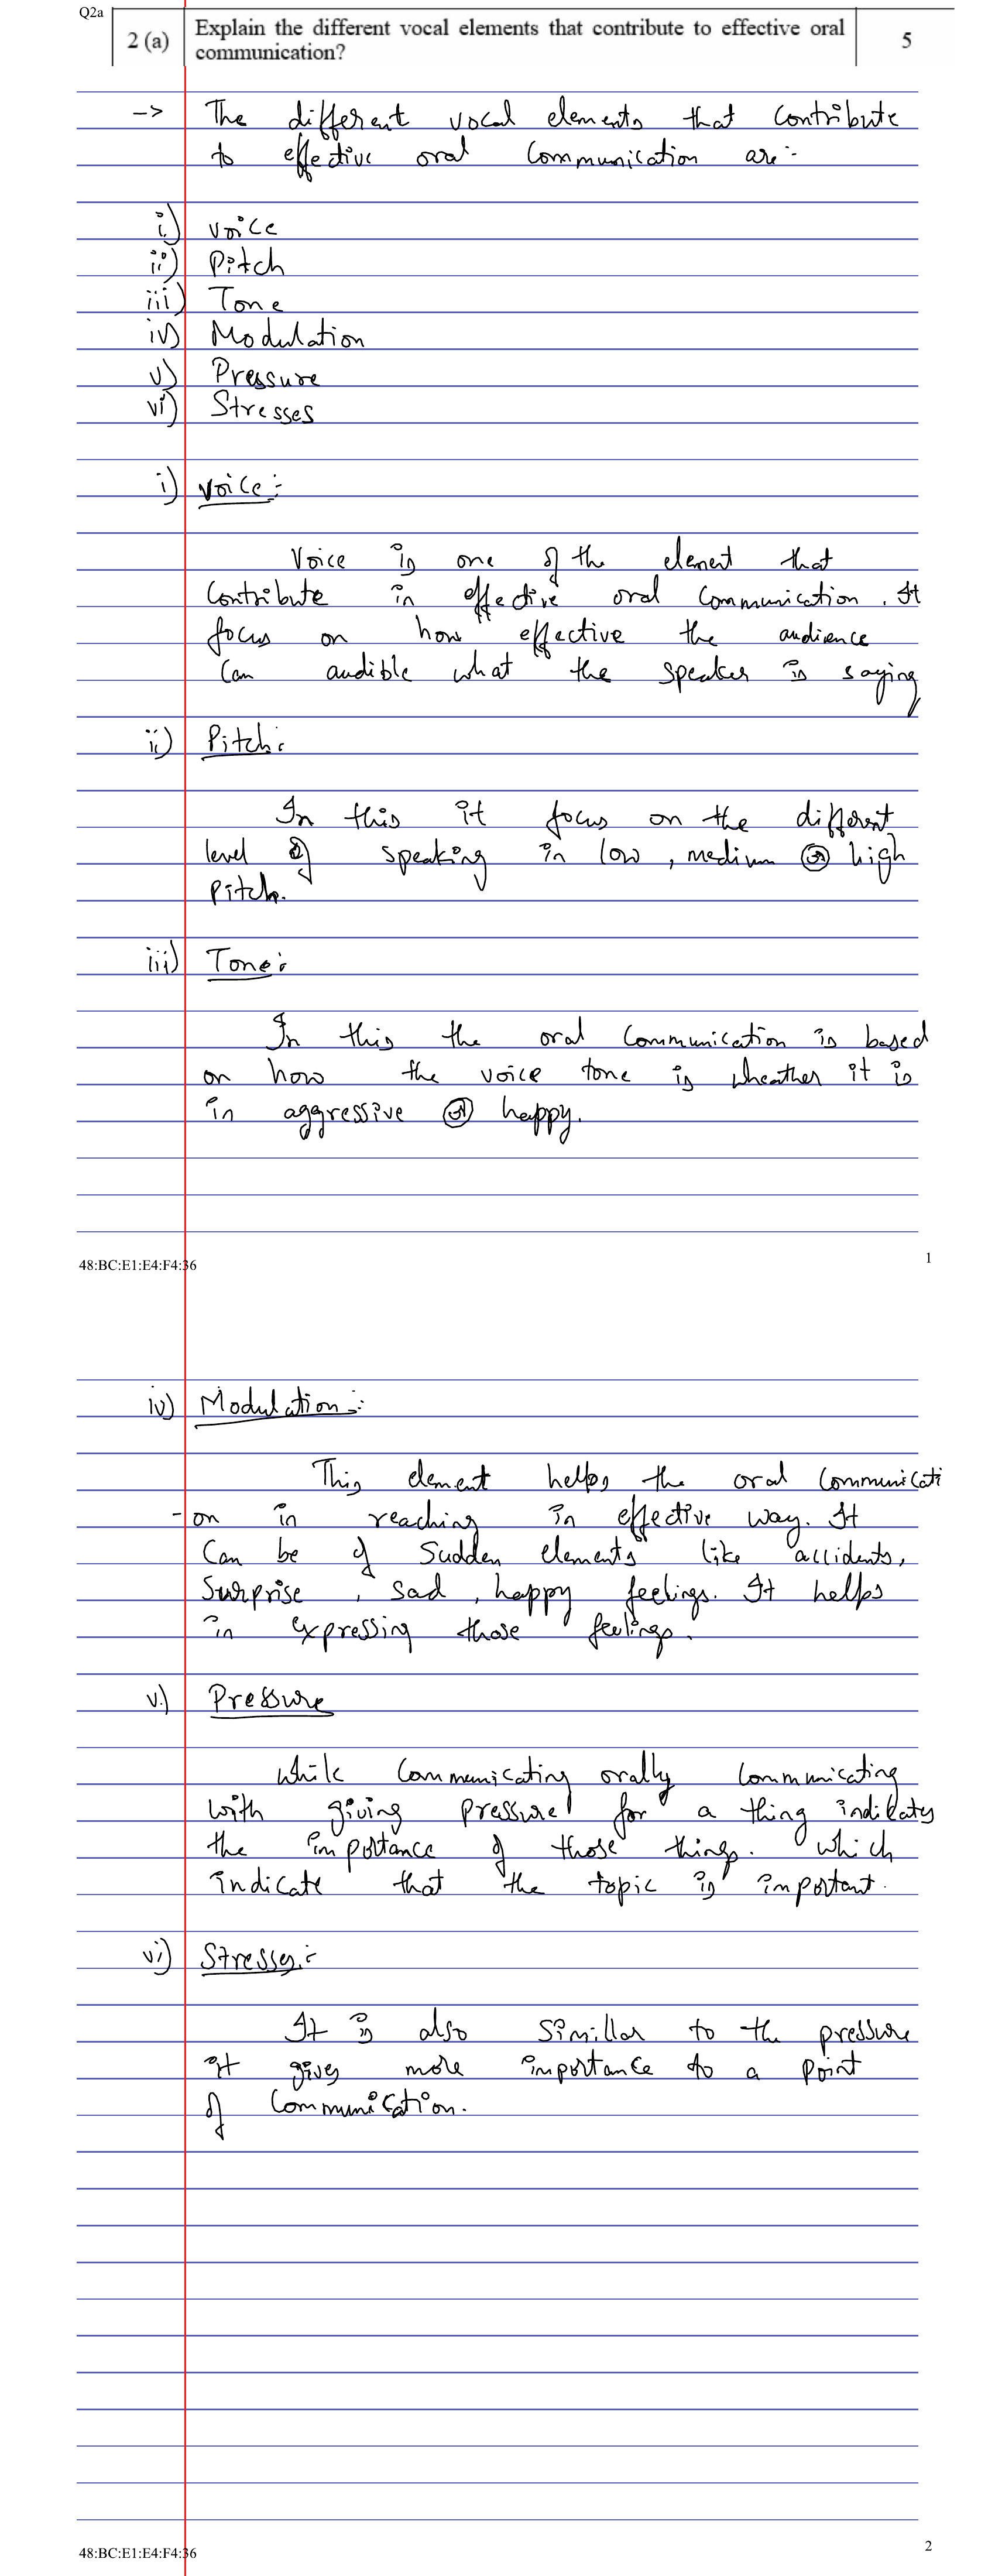 Q2a
2 (a) Explain the different vocal elements that contribute to effective oral 5
communication?
-> The different vocal elements that contribute
to effective oral communication are :-
i) voice
ii) Pitch
iii) Tone
iv) Modulation
v) Pressure
vi) Stresses
i) Voice :-
Voice is one of the element that
Contribute in effective oral communication. It
focus on how effective the audience
Can audible what the speaker is saying
ii) Pitch :
In this it focus on the different
level of speaking in low, medium or high
pitch.
iii) Tone :
In this the oral communication is based
on how the voice tone is wheather it is
in aggressive or happy.
48:BC:E1:E4:F4:36 1
iv) Modulation :-
This element helps the oral communicati
-on in reaching in effective way. It
Can be of Sudden elements like accidents,
Surprise, sad, happy feelings. It helps
in expressing those feelings.
v.) Pressure
While Communicating orally communicating
with giving pressure for a thing indicates
the importance of those things. Which
indicate that the topic is important.
vi) Stresses :-
It is also Simillar to the pressure
it gives more importance to a point
of Communication.
48:BC:E1:E4:F4:36 2